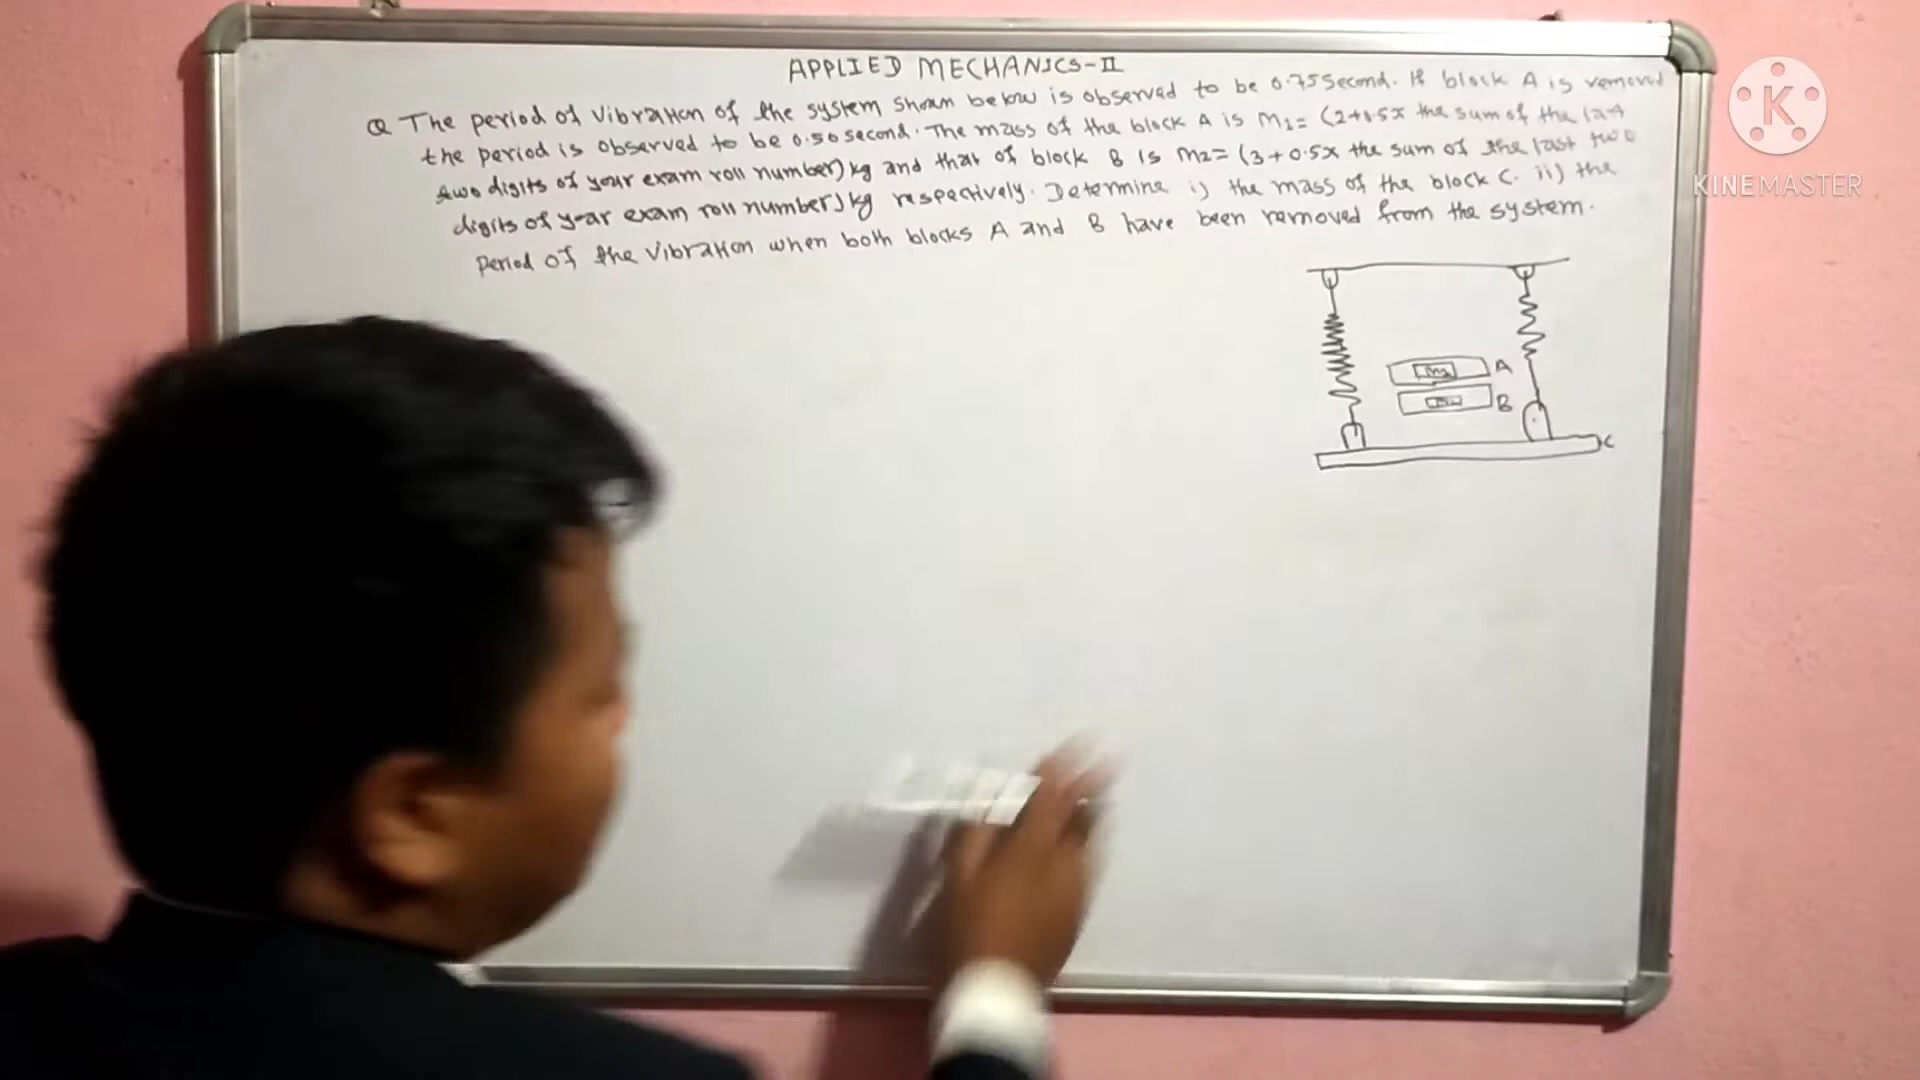 APPLIED MECHANICS-II
Q The period of vibration of the system shown below is observed to be 0.75 second. If block A is removed
the period is observed to be 0.50 second. The mass of the block A is M1= (2+0.5x the sum of the last
two digits of your exam roll number) kg and that of block B is M2= (3+0.5x the sum of the last two
digits of year exam roll number) kg respectively. Determine i) the mass of the block C. ii) the
period of the vibration when both blocks A and B have been removed from the system.
A
B
C
K
KINEMASTER